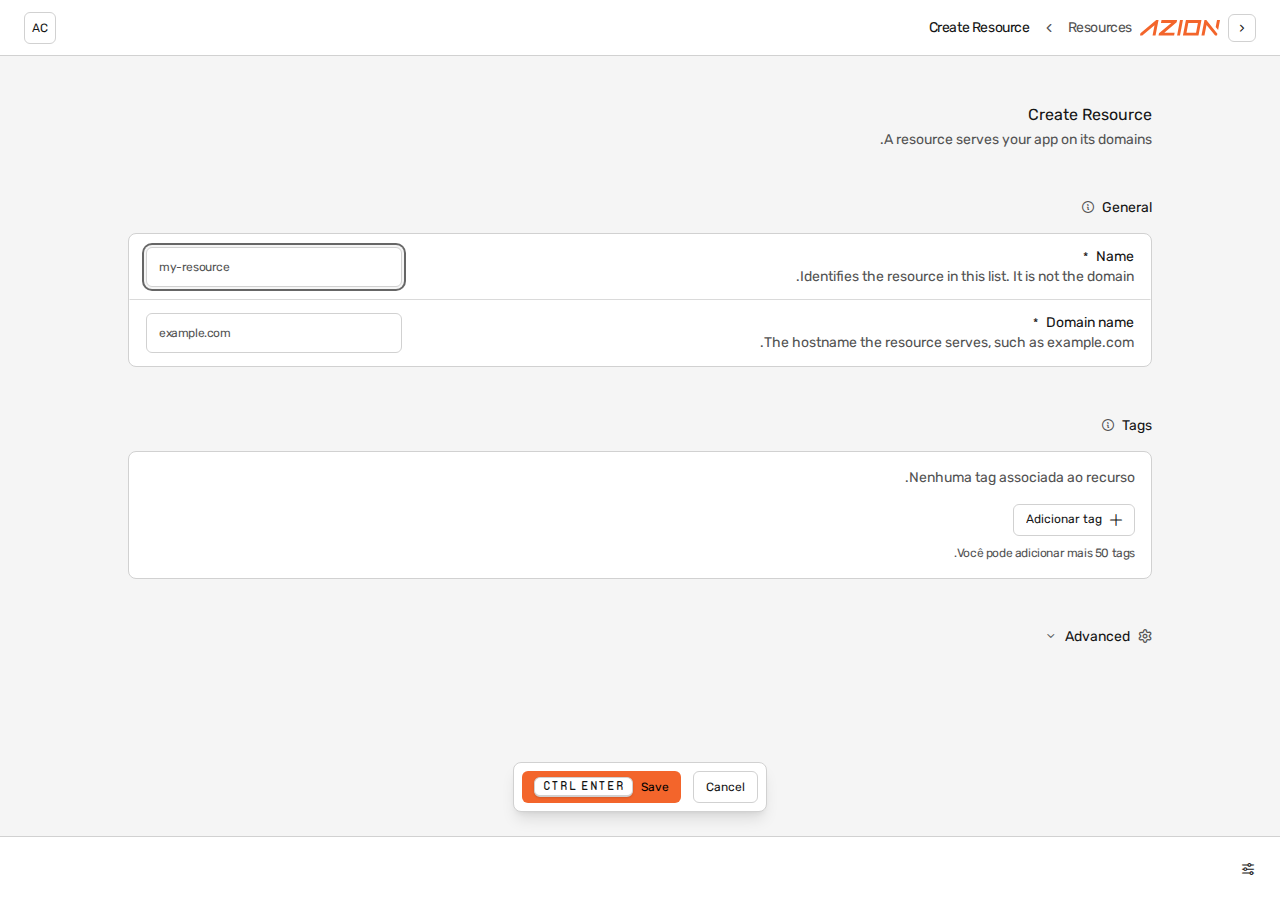 AZION
Resources
Create Resource
AC
Create Resource
.A resource serves your app on its domains
General
Name *
.Identifies the resource in this list. It is not the domain
my-resource
Domain name *
.The hostname the resource serves, such as example.com
example.com
Tags
.Nenhuma tag associada ao recurso
Adicionar tag
.Você pode adicionar mais 50 tags
Advanced
Cancel
Save CTRL ENTER